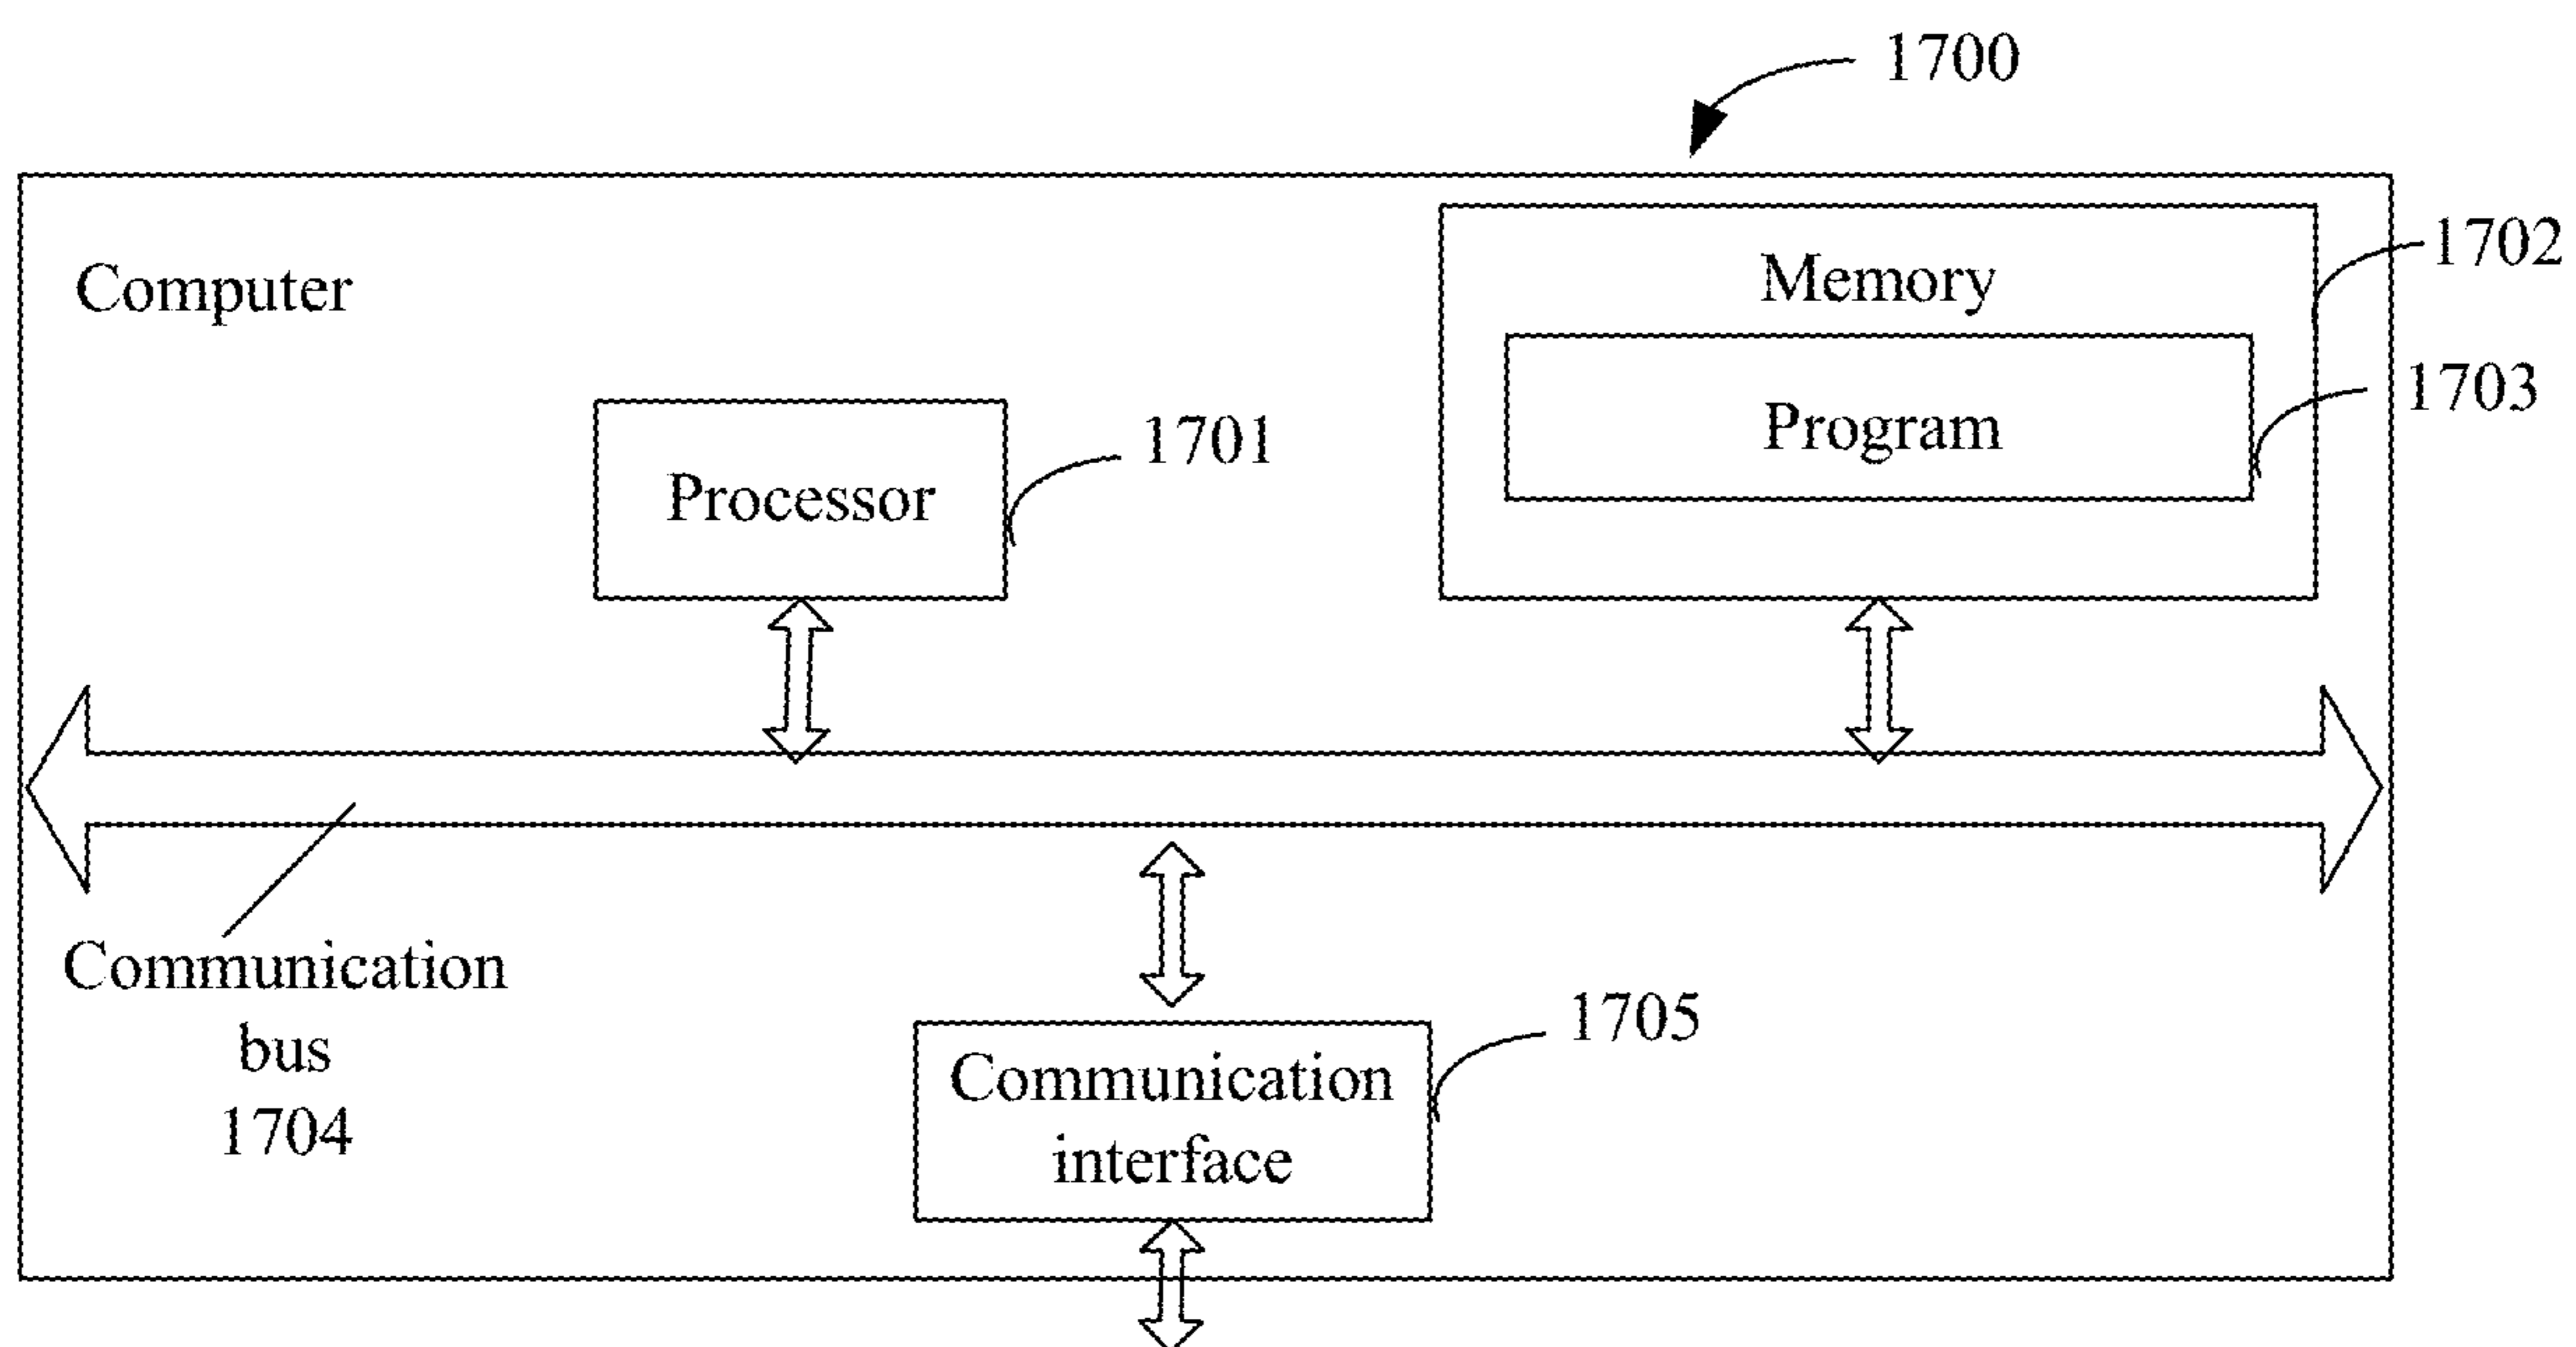 1700
1702
Computer
Memory
1703
Program
1701
Processor
Communication
bus
1704
1705
Communication
interface